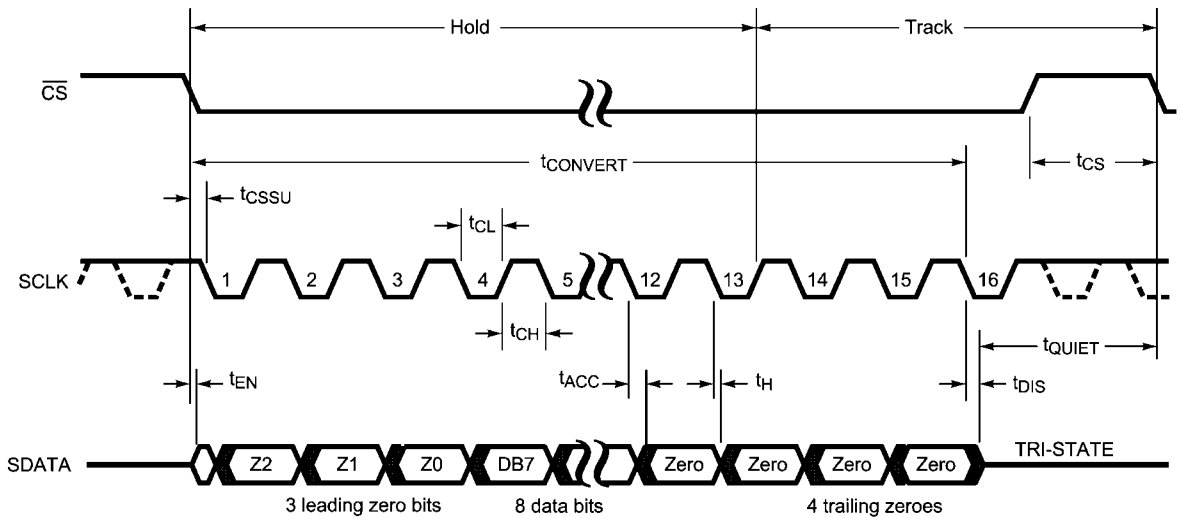 Hold
Track
CS
tCONVERT
tCS
tCSSU
tCL
SCLK
1 2 3 4 5 12 13 14 15 16
tCH
tQUIET
tEN
tACC
tH
tDIS
SDATA
Z2 Z1 Z0 DB7 Zero Zero Zero Zero
TRI-STATE
3 leading zero bits
8 data bits
4 trailing zeroes